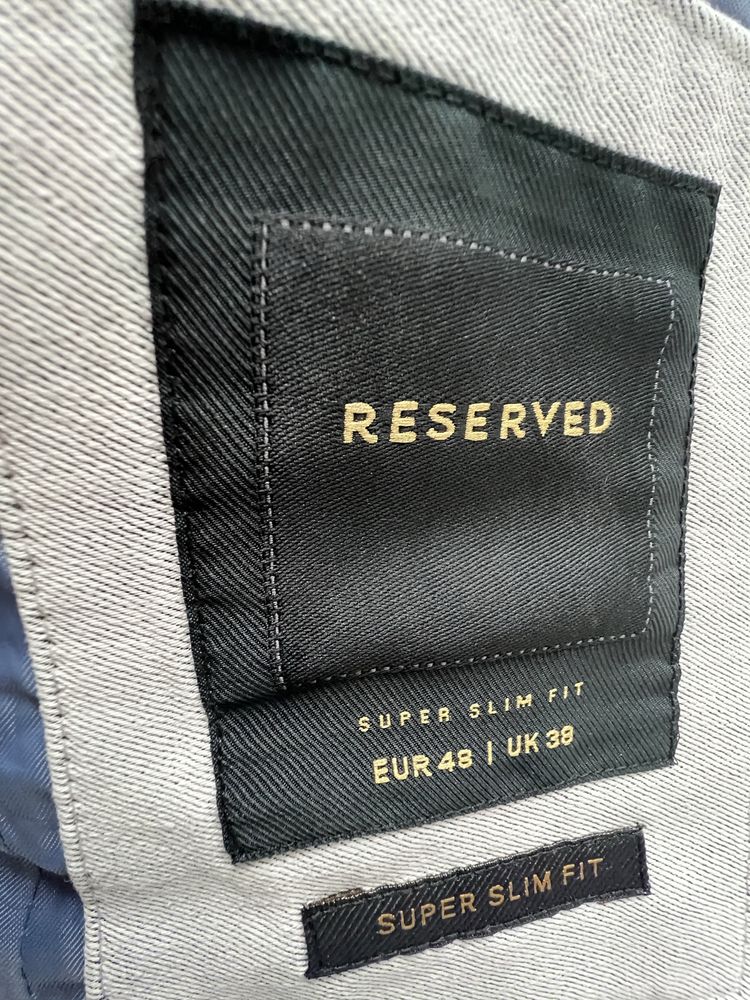 RESERVED
SUPER SLIM FIT
EUR 48 | UK 38
SUPER SLIM FIT